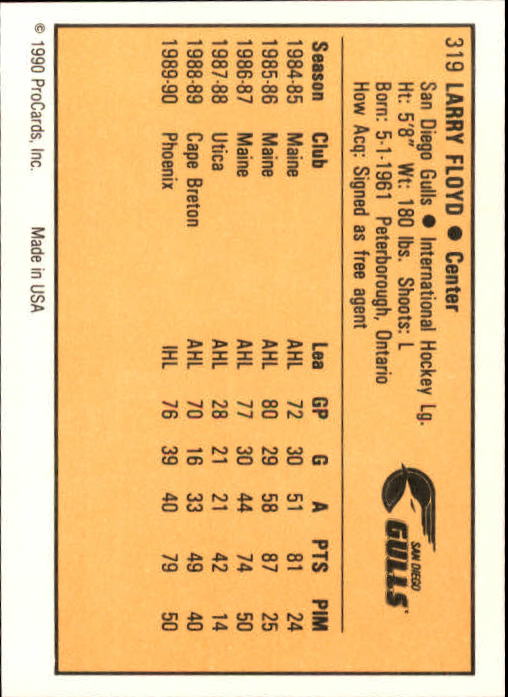 319 LARRY FLOYD ● Center
San Diego Gulls ● International Hockey Lg.
Ht: 5'8" Wt: 180 lbs. Shoots: L
Born: 5-1-1961 Peterborough, Ontario
How Acq: Signed as free agent
SAN DIEGO
GULLS
Season Club Lea GP G A PTS PIM
1984-85 Maine AHL 72 30 51 81 24
1985-86 Maine AHL 80 29 58 87 25
1986-87 Maine AHL 77 30 44 74 50
1987-88 Utica AHL 28 21 21 42 14
1988-89 Cape Breton AHL 70 16 33 49 40
1989-90 Phoenix IHL 76 39 40 79 50
© 1990 ProCards, Inc. Made in USA